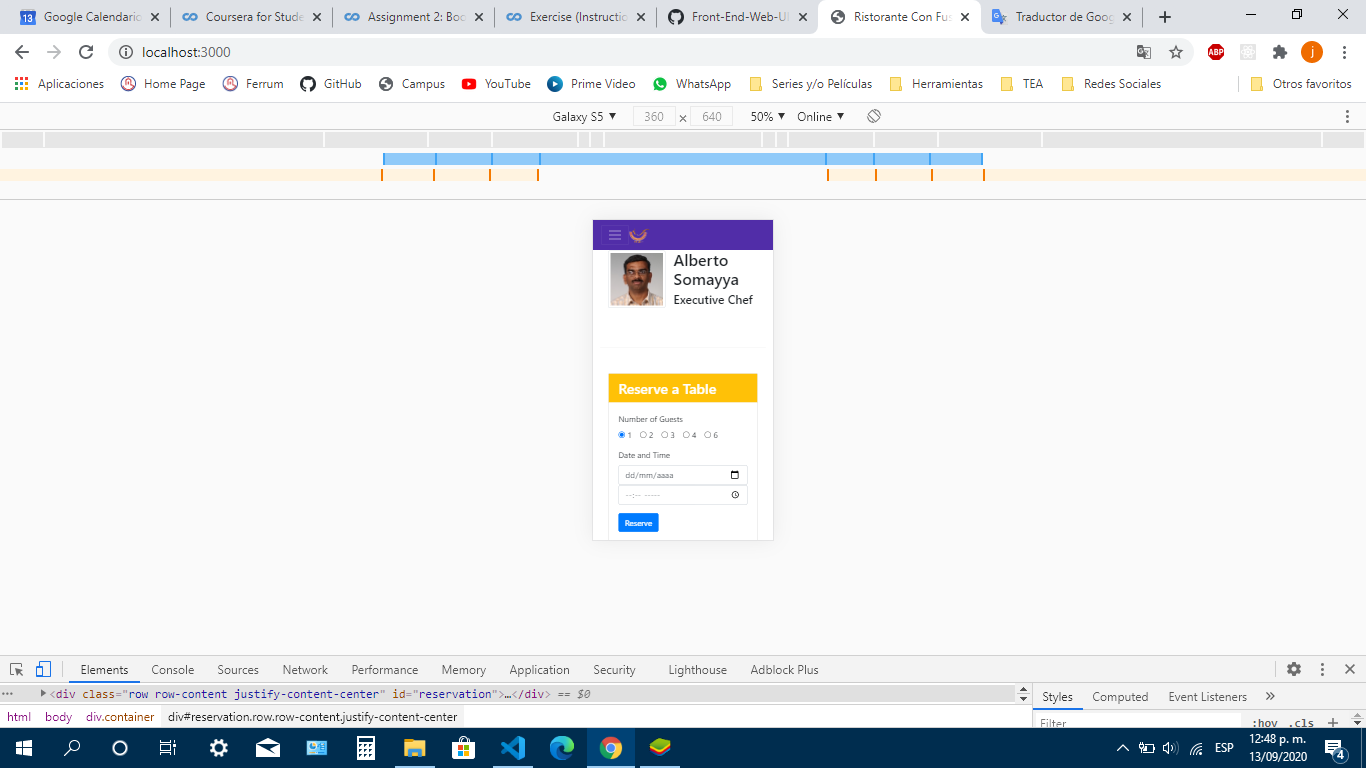 Google Calendario
Coursera for Stude
Assignment 2: Boo
Exercise (Instructio
Front-End-Web-UI
Ristorante Con Fus
Traductor de Goog
localhost:3000
ABP
j
Aplicaciones
Home Page
Ferrum
GitHub
Campus
YouTube
Prime Video
WhatsApp
Series y/o Películas
Herramientas
TEA
Redes Sociales
Otros favoritos
Galaxy S5 ▼ 360 × 640 50% ▼ Online ▼
Alberto
Somayya
Executive Chef
Reserve a Table
Number of Guests
1 2 3 4 6
Date and Time
dd/mm/aaaa
--:-- -----
Reserve
Elements Console Sources Network Performance Memory Application Security Lighthouse Adblock Plus
<div class="row row-content justify-content-center" id="reservation">…</div> == $0
Styles Computed Event Listeners »
html body div.container div#reservation.row.row-content.justify-content-center
Filter :hov .cls +
ESP
12:48 p. m.
13/09/2020
4